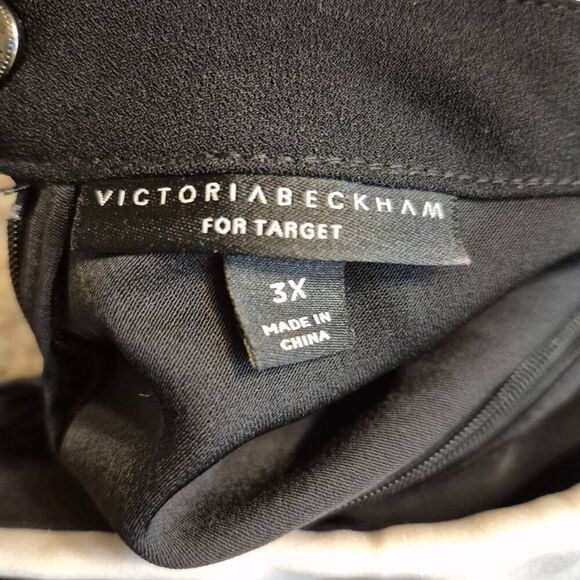 VICTORIABECKHAM
FOR TARGET
3X
MADE IN
CHINA